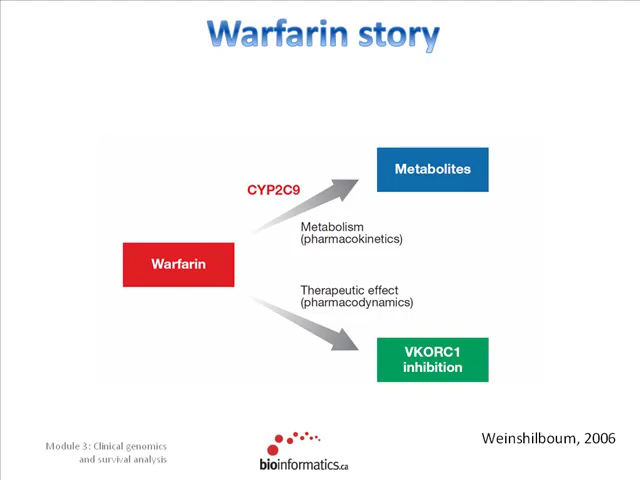 Warfarin story
Metabolites
CYP2C9
Metabolism
(pharmacokinetics)
Warfarin
Therapeutic effect
(pharmacodynamics)
VKORC1
inhibition
Weinshilboum, 2006
Module 3: Clinical genomics
and survival analysis
bioinformatics.ca